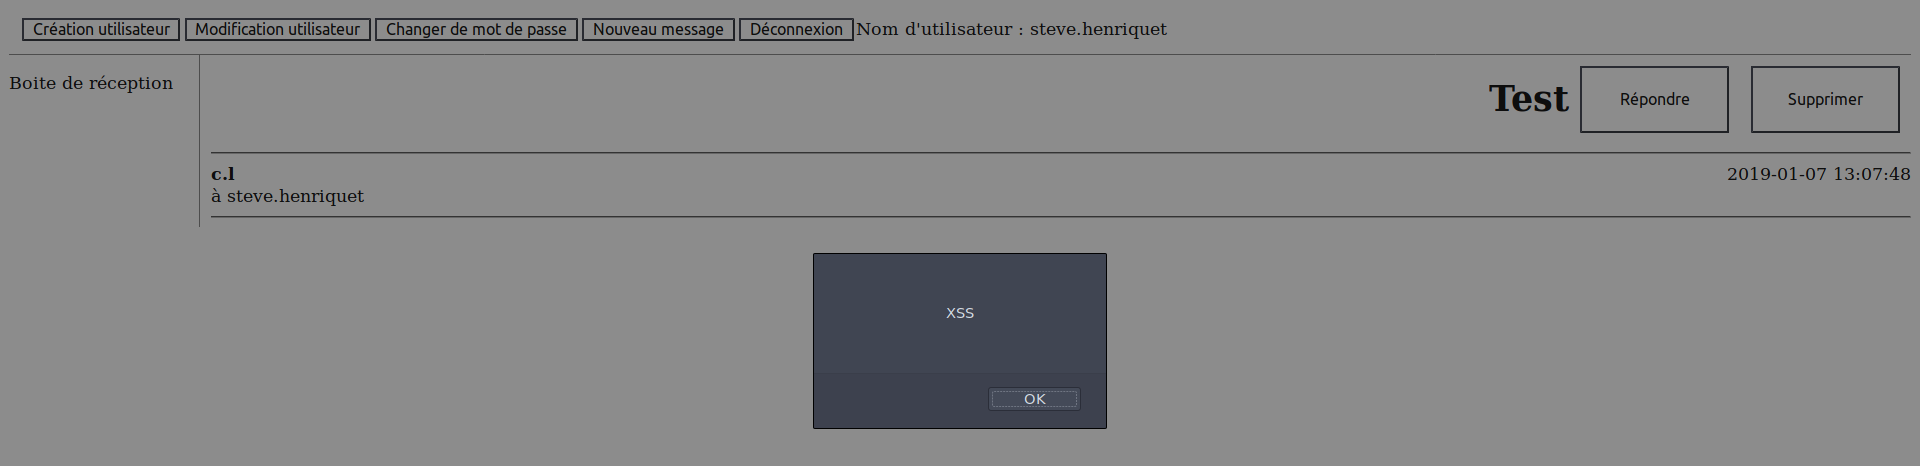 Création utilisateur Modification utilisateur Changer de mot de passe Nouveau message Déconnexion Nom d'utilisateur : steve.henriquet
Boite de réception
Test Répondre Supprimer
c.l 2019-01-07 13:07:48
à steve.henriquet
XSS
OK